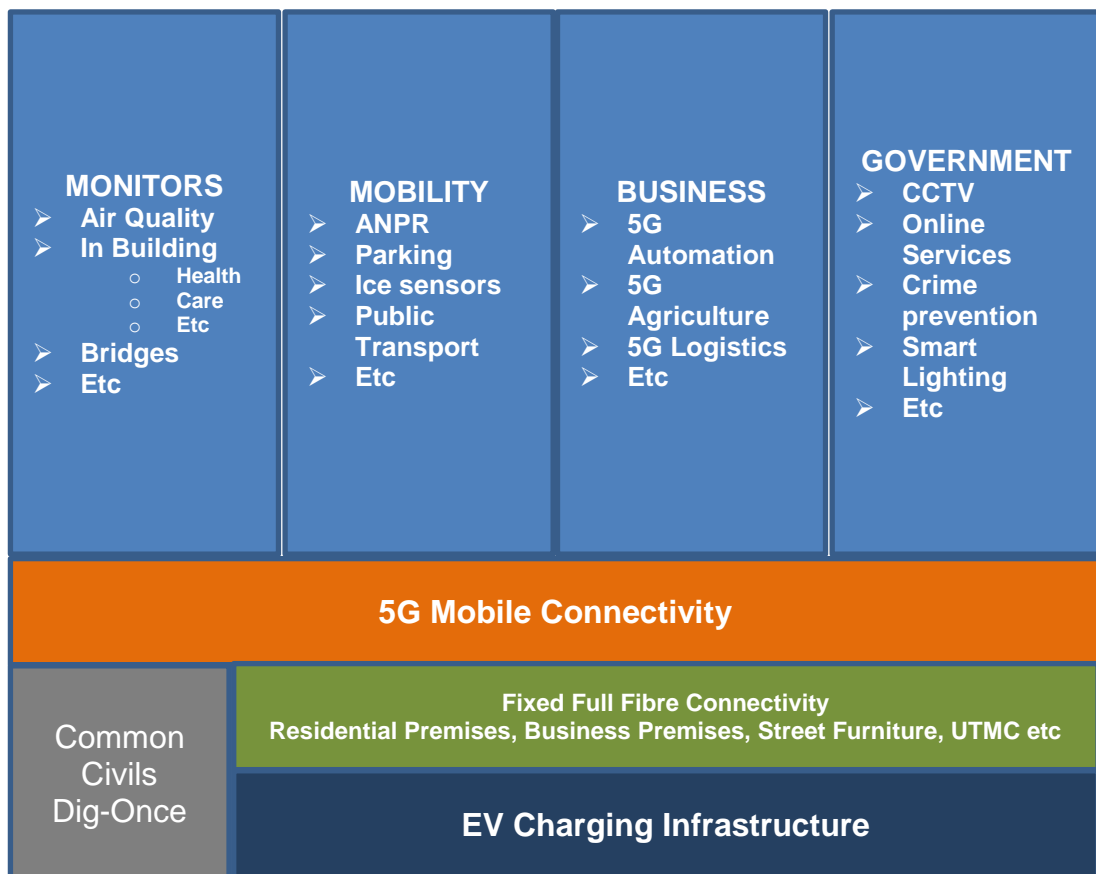 MONITORS
➢ Air Quality
➢ In Building
o Health
o Care
o Etc
➢ Bridges
➢ Etc
MOBILITY
➢ ANPR
➢ Parking
➢ Ice sensors
➢ Public
Transport
➢ Etc
BUSINESS
➢ 5G
Automation
➢ 5G
Agriculture
➢ 5G Logistics
➢ Etc
GOVERNMENT
➢ CCTV
➢ Online
Services
➢ Crime
prevention
➢ Smart
Lighting
➢ Etc
5G Mobile Connectivity
Common
Civils
Dig-Once
Fixed Full Fibre Connectivity
Residential Premises, Business Premises, Street Furniture, UTMC etc
EV Charging Infrastructure